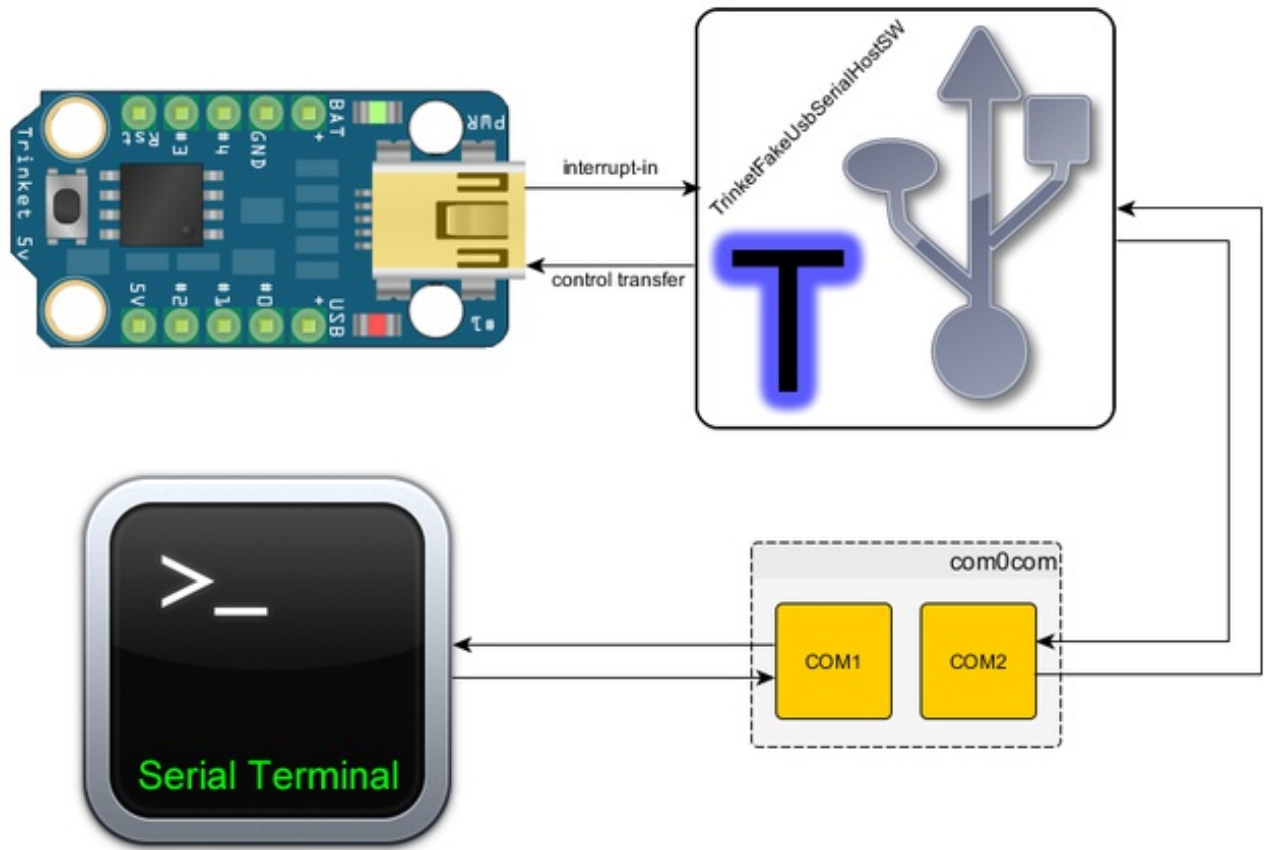 Trinket 5v
Rst
#3
#4
GND
BAT
+
PWR
5V
#2
#1
#0
+
USB
#1
interrupt-in
control transfer
TrinketFakeUsbSerialHostSW
T
>_
Serial Terminal
com0com
COM1
COM2